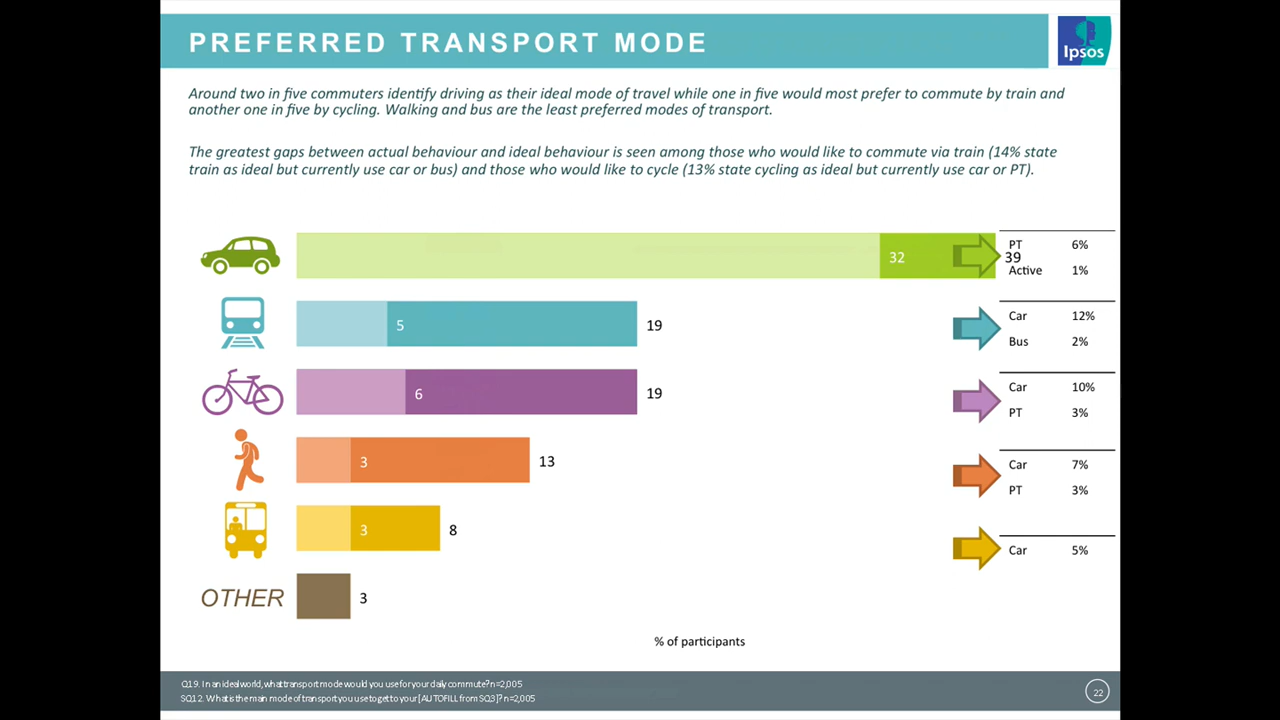 PREFERRED TRANSPORT MODE
Ipsos
Around two in five commuters identify driving as their ideal mode of travel while one in five would most prefer to commute by train and
another one in five by cycling. Walking and bus are the least preferred modes of transport.
The greatest gaps between actual behaviour and ideal behaviour is seen among those who would like to commute via train (14% state
train as ideal but currently use car or bus) and those who would like to cycle (13% state cycling as ideal but currently use car or PT).
32 39 PT 6%
Active 1%
5 19 Car 12%
Bus 2%
6 19 Car 10%
PT 3%
3 13 Car 7%
PT 3%
3 8 Car 5%
OTHER 3
% of participants
Q19. In an ideal world, what transport mode would you use for your daily commute? n=2,005
SQ12. What is the main mode of transport you use to get to your [AUTOFILL from SQ3]? n=2,005
22